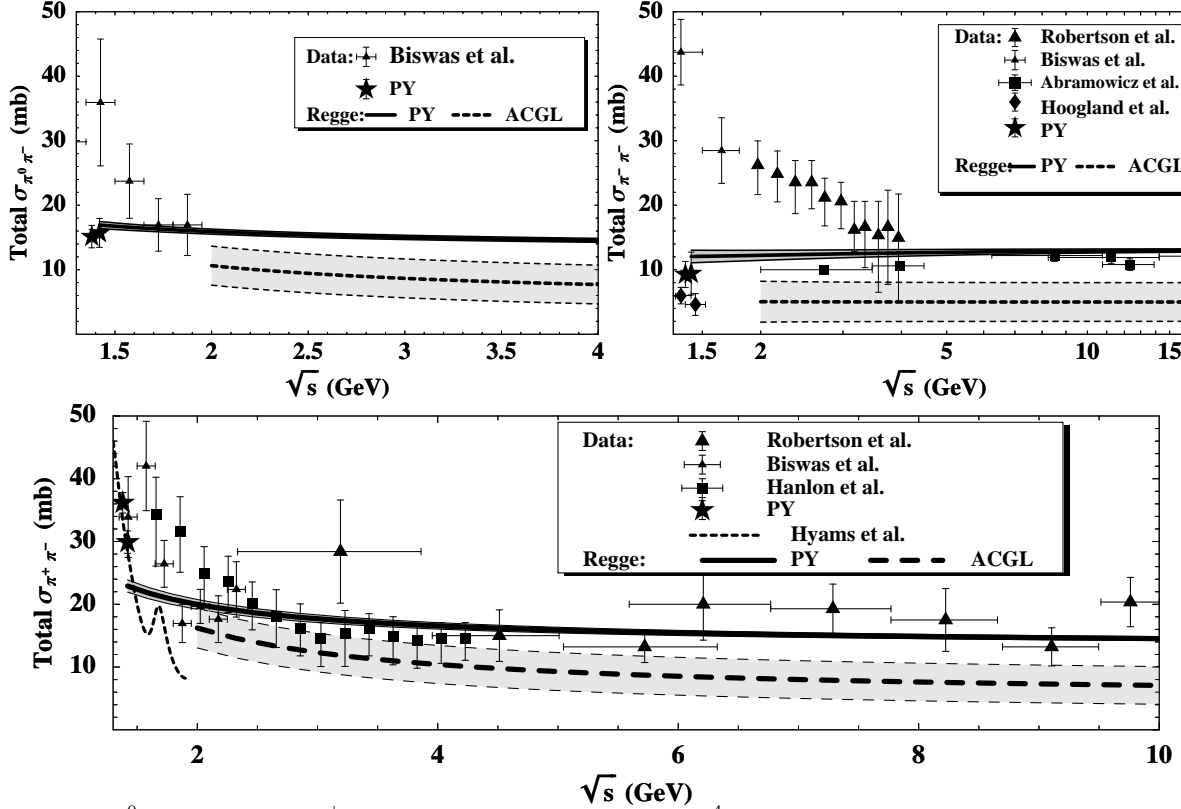 50
40
30
20
10
Total σπ⁰π⁻ (mb)
Data: Biswas et al.
PY
Regge: PY ACGL
1.5 2 2.5 3 3.5 4
√s (GeV)
50
40
30
20
10
Total σπ⁻π⁻ (mb)
Data: Robertson et al.
Biswas et al.
Abramowicz et al.
Hoogland et al.
PY
Regge: PY ACGL
1.5 2 5 10 15
√s (GeV)
50
40
30
20
10
Total σπ⁺π⁻ (mb)
Data: Robertson et al.
Biswas et al.
Hanlon et al.
PY
Hyams et al.
Regge: PY ACGL
2 4 6 8 10
√s (GeV)